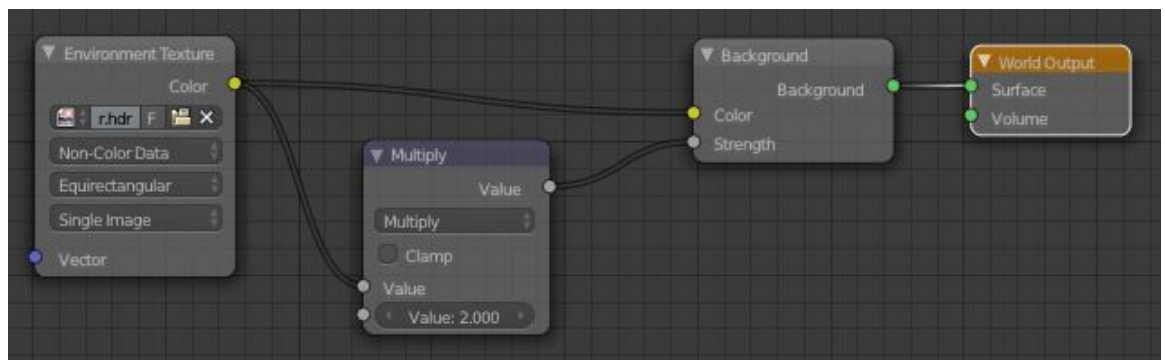 Environment Texture
Color
r.hdr F
Non-Color Data
Equirectangular
Single Image
Vector
Multiply
Value
Multiply
Clamp
Value
Value: 2.000
Background
Background
Color
Strength
World Output
Surface
Volume